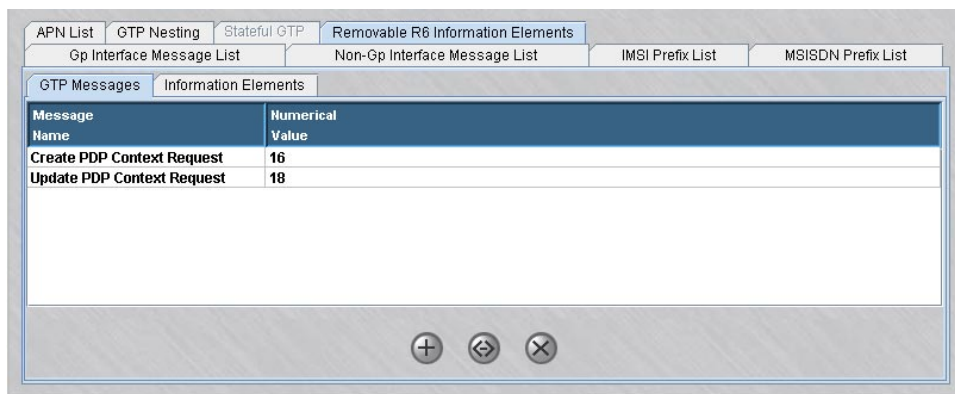 APN List GTP Nesting Stateful GTP Removable R6 Information Elements
Gp Interface Message List Non-Gp Interface Message List IMSI Prefix List MSISDN Prefix List
GTP Messages Information Elements
Message Numerical
Name Value
Create PDP Context Request 16
Update PDP Context Request 18